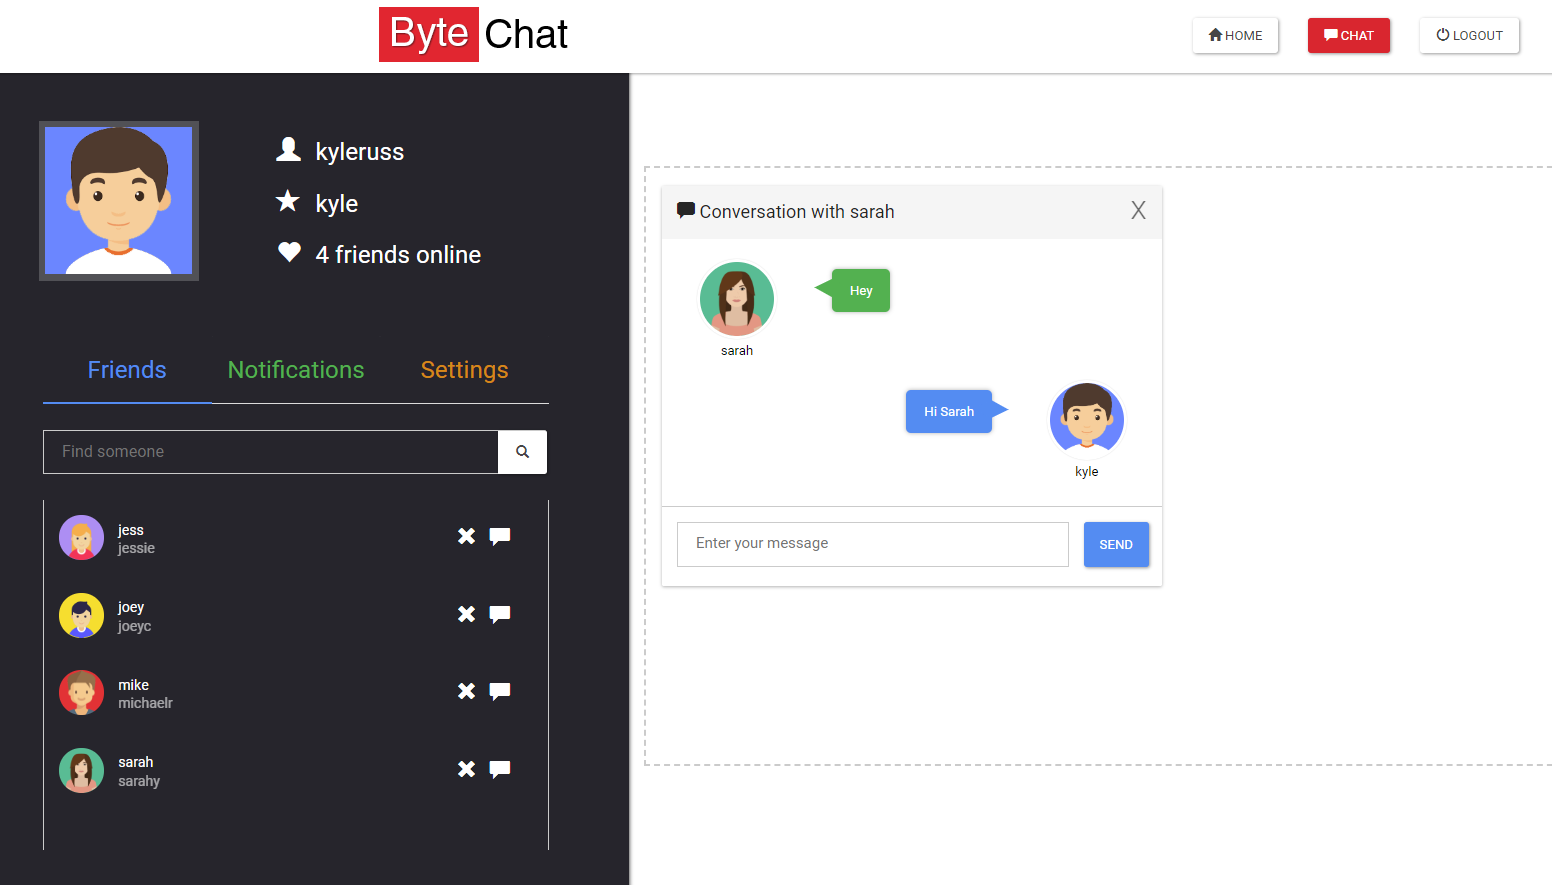 Byte Chat
HOME
CHAT
LOGOUT
kyleruss
kyle
4 friends online
Friends
Notifications
Settings
Find someone
jess
jessie
joey
joeyc
mike
michaelr
sarah
sarahy
Conversation with sarah
X
Hey
sarah
Hi Sarah
kyle
Enter your message
SEND